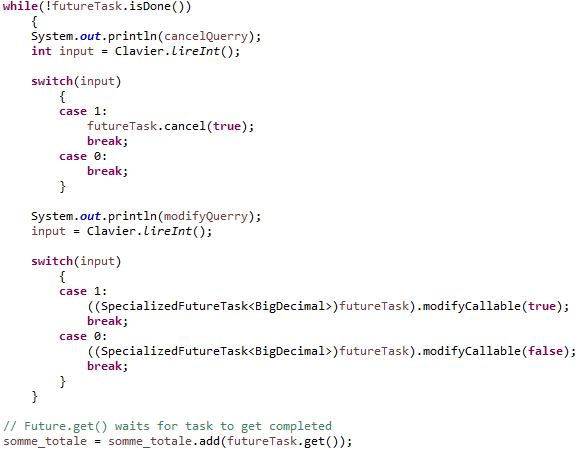 while(!futureTask.isDone())
{
System.out.println(cancelQuerry);
int input = Clavier.lireInt();
switch(input)
{
case 1:
futureTask.cancel(true);
break;
case 0:
break;
}
System.out.println(modifyQuerry);
input = Clavier.lireInt();
switch(input)
{
case 1:
((SpecializedFutureTask<BigDecimal>)futureTask).modifyCallable(true);
break;
case 0:
((SpecializedFutureTask<BigDecimal>)futureTask).modifyCallable(false);
break;
}
}
// Future.get() waits for task to get completed
somme_totale = somme_totale.add(futureTask.get());